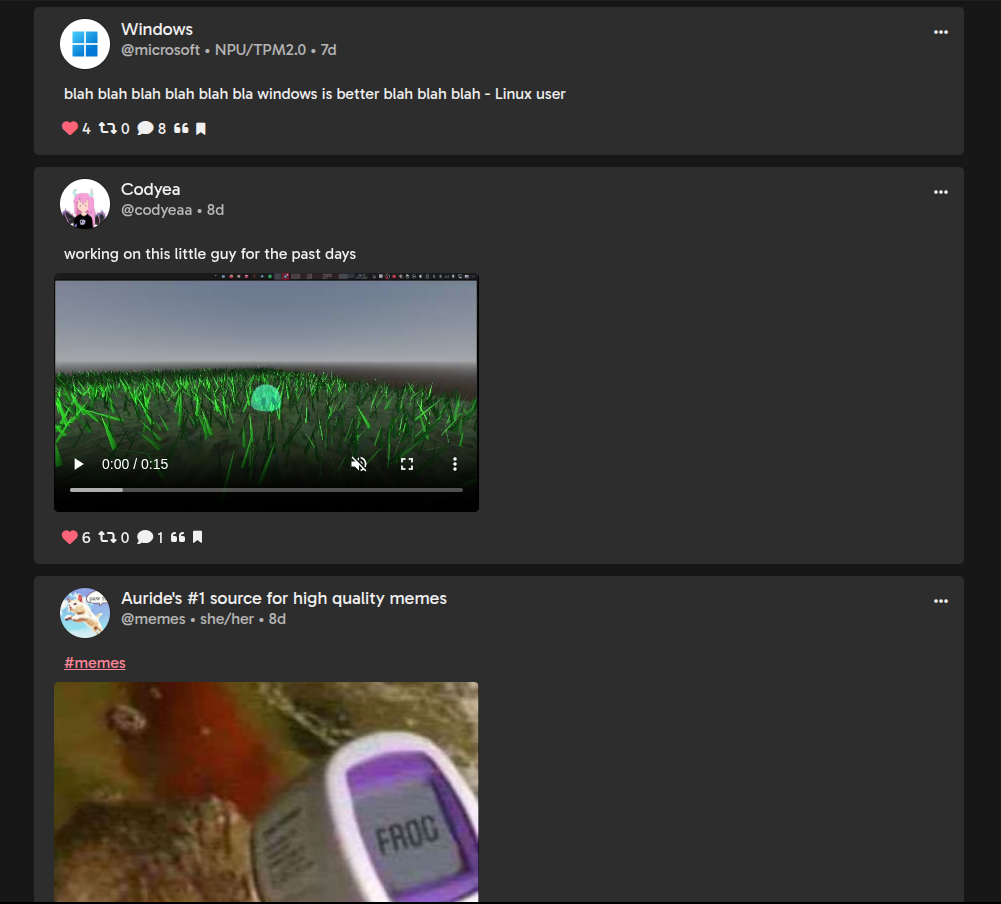 Windows
@microsoft • NPU/TPM2.0 • 7d
blah blah blah blah blah bla windows is better blah blah blah - Linux user
4 0 8
Codyea
@codyeaa • 8d
working on this little guy for the past days
0:00 / 0:15
6 0 1
Auride's #1 source for high quality memes
@memes • she/her • 8d
#memes
FROG